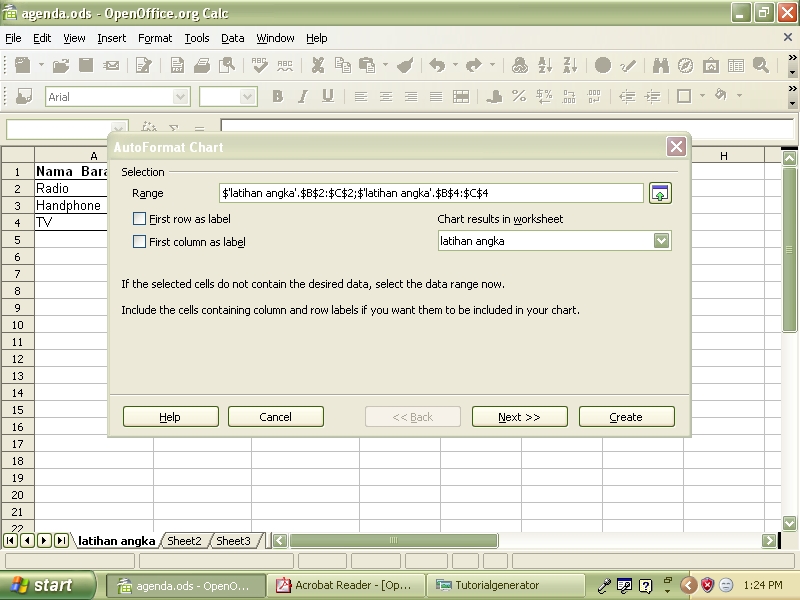 agenda.ods - OpenOffice.org Calc
File Edit View Insert Format Tools Data Window Help
ABC ABC A Z Z A
Arial B I U % $%
fx Σ =
A H
AutoFormat Chart
Selection
Range $'latihan angka'.$B$2:$C$2;$'latihan angka'.$B$4:$C$4
First row as label Chart results in worksheet
First column as label latihan angka
If the selected cells do not contain the desired data, select the data range now.
Include the cells containing column and row labels if you want them to be included in your chart.
Help Cancel << Back Next >> Create
1 Nama Bara
2 Radio
3 Handphone
4 TV
5
6
7
8
9
10
11
12
13
14
15
16
17
18
19
20
21
22
latihan angka Sheet2 Sheet3
start agenda.ods - OpenO... Acrobat Reader - [Op... Tutorialgenerator 1:24 PM